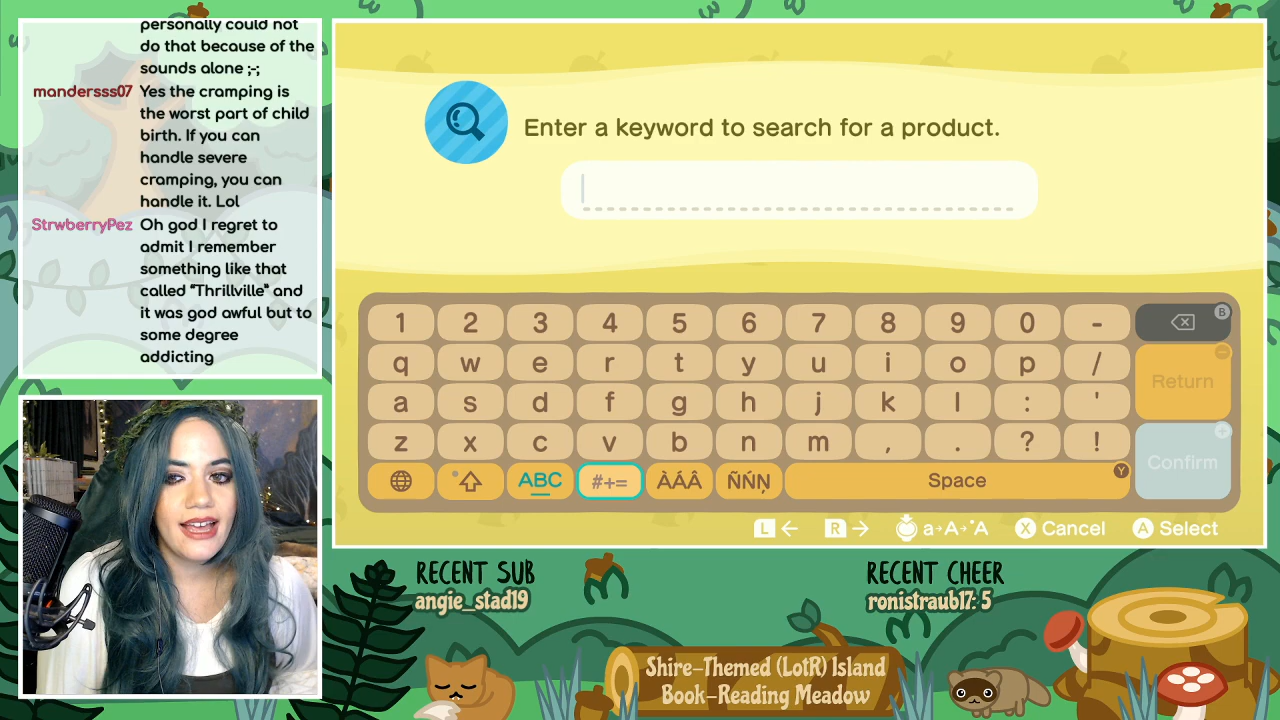 personally could not
do that because of the
sounds alone ;-;
mandersss07 Yes the cramping is
the worst part of child
birth. If you can
handle severe
cramping, you can
handle it. Lol
StrwberryPez Oh god I regret to
admit I remember
something like that
called “Thrillville” and
it was god awful but to
some degree
addicting
Enter a keyword to search for a product.
1 2 3 4 5 6 7 8 9 0 - B
q w e r t y u i o p / Return
a s d f g h j k l : '
z x c v b n m , . ? ! Confirm
ABC #+= ÀÁÂ ÑŃŅ Space Y
L ← R → a→A→•A X Cancel A Select
RECENT SUB
angie_stad19
RECENT CHEER
ronistraub17: 5
Shire-Themed (LotR) Island
Book-Reading Meadow